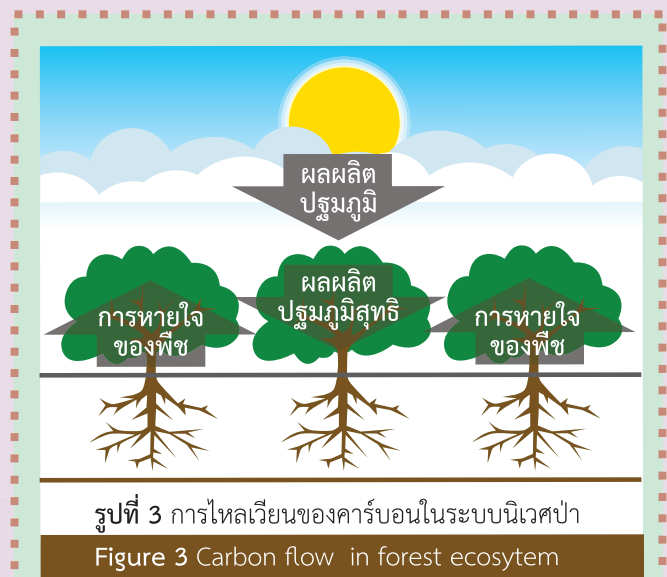 ผลผลิต
ปฐมภูมิ
ผลผลิต
ปฐมภูมิสุทธิ
การหายใจ
ของพืช
การหายใจ
ของพืช
รูปที่ 3 การไหลเวียนของคาร์บอนในระบบนิเวศป่า
Figure 3 Carbon flow in forest ecosytem